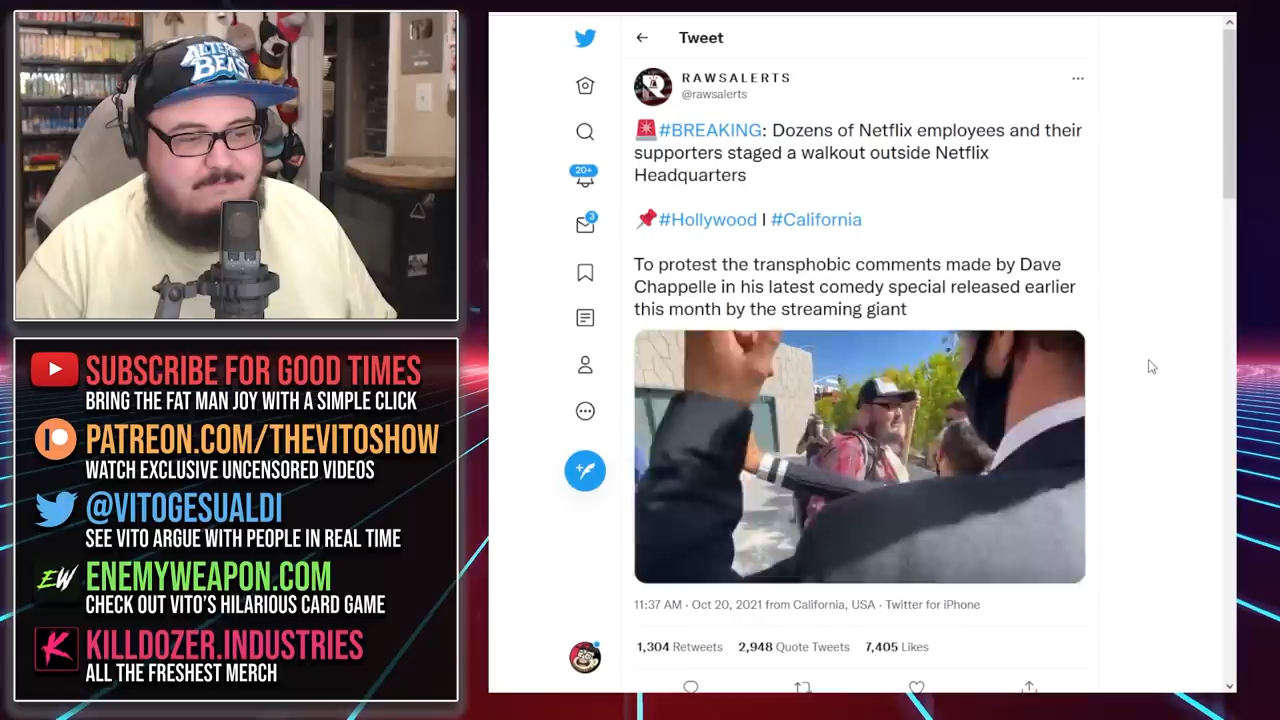 ALTERED
BEAST
SUBSCRIBE FOR GOOD TIMES
BRING THE FAT MAN JOY WITH A SIMPLE CLICK
PATREON.COM/THEVITOSHOW
WATCH EXCLUSIVE UNCENSORED VIDEOS
@VITOGESUALDI
SEE VITO ARGUE WITH PEOPLE IN REAL TIME
EW
ENEMYWEAPON.COM
CHECK OUT VITO'S HILARIOUS CARD GAME
K
KILLDOZER.INDUSTRIES
ALL THE FRESHEST MERCH
20+
3
Tweet
RAWSALERTS
@rawsalerts
🚨#BREAKING: Dozens of Netflix employees and their
supporters staged a walkout outside Netflix
Headquarters
📌#Hollywood | #California
To protest the transphobic comments made by Dave
Chappelle in his latest comedy special released earlier
this month by the streaming giant
11:37 AM · Oct 20, 2021 from California, USA · Twitter for iPhone
1,304 Retweets 2,948 Quote Tweets 7,405 Likes